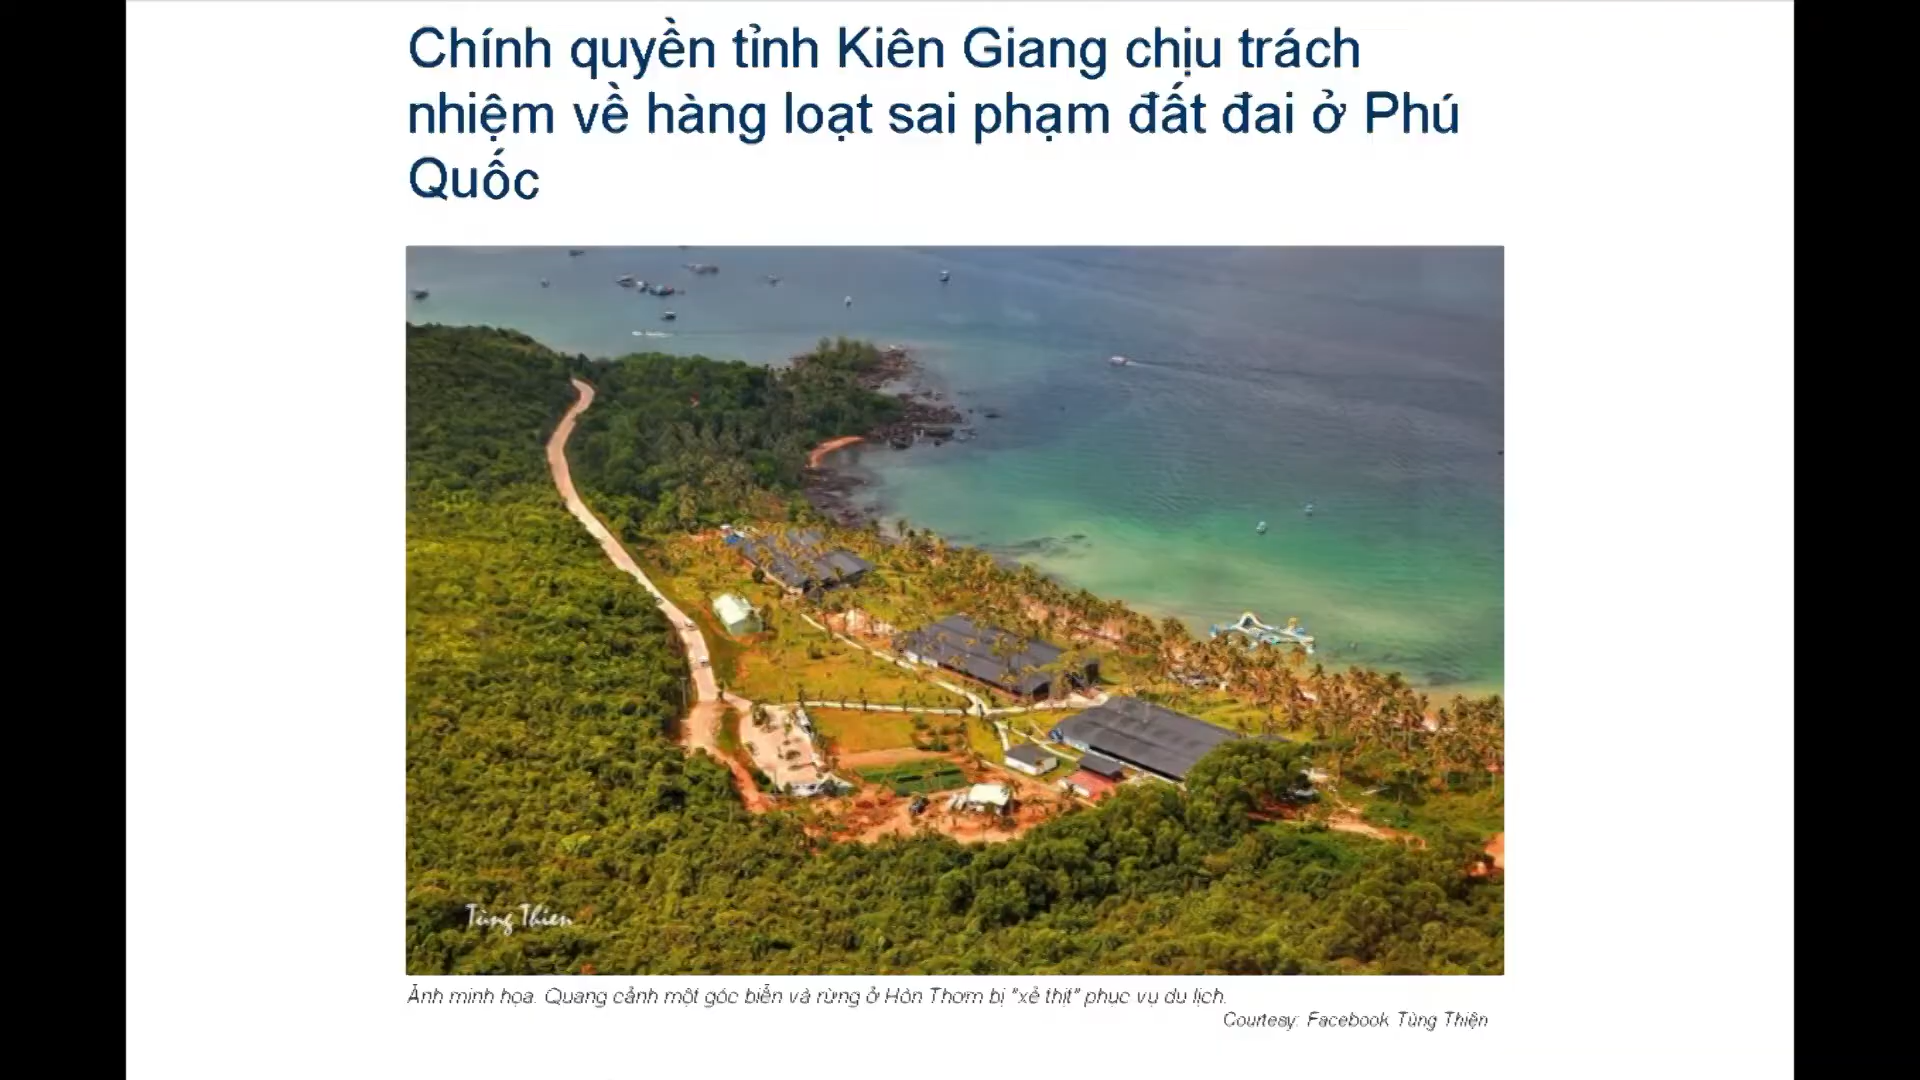 Chính quyền tỉnh Kiên Giang chịu trách
nhiệm về hàng loạt sai phạm đất đai ở Phú
Quốc
Tùng Thien
Ảnh minh họa. Quang cảnh một góc biển và rừng ở Hòn Thơm bị "xẻ thịt" phục vụ du lịch.
Courtesy: Facebook Tùng Thiện